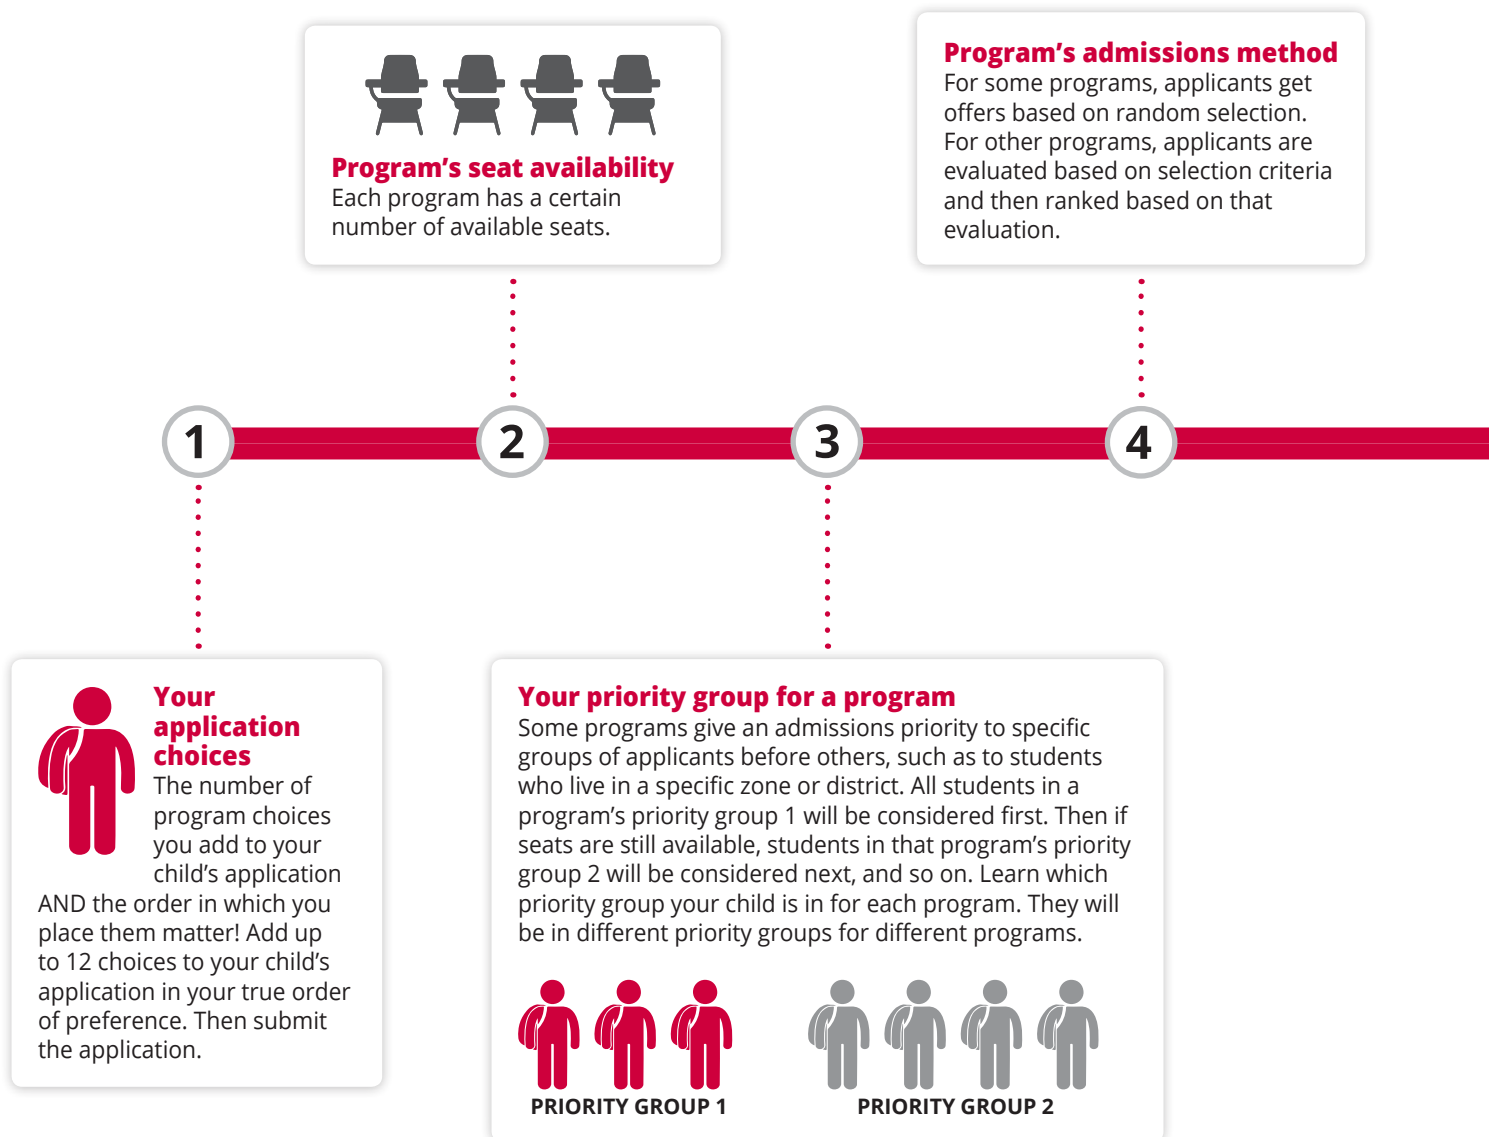 Program’s seat availability
Each program has a certain
number of available seats.
Program’s admissions method
For some programs, applicants get
offers based on random selection.
For other programs, applicants are
evaluated based on selection criteria
and then ranked based on that
evaluation.
1
2
3
4
Your
application
choices
The number of
program choices
you add to your
child’s application
AND the order in which you
place them matter! Add up
to 12 choices to your child’s
application in your true order
of preference. Then submit
the application.
Your priority group for a program
Some programs give an admissions priority to specific
groups of applicants before others, such as to students
who live in a specific zone or district. All students in a
program’s priority group 1 will be considered first. Then if
seats are still available, students in that program’s priority
group 2 will be considered next, and so on. Learn which
priority group your child is in for each program. They will
be in different priority groups for different programs.
PRIORITY GROUP 1
PRIORITY GROUP 2